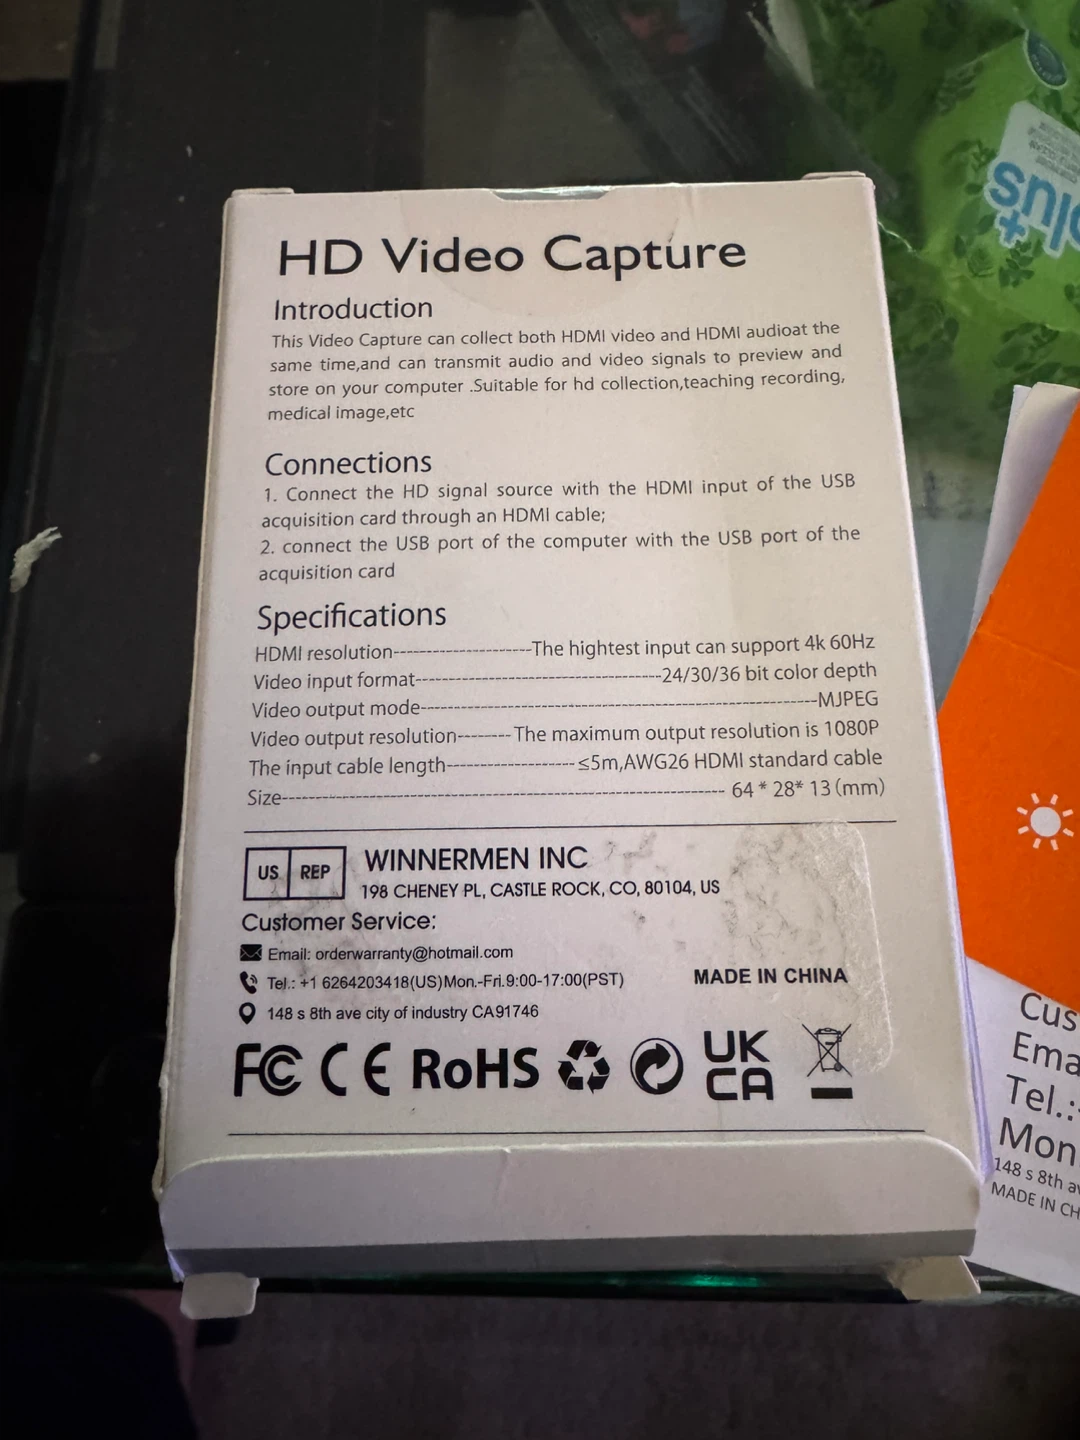 HD Video Capture
Introduction
This Video Capture can collect both HDMI video and HDMI audioat the
same time,and can transmit audio and video signals to preview and
store on your computer .Suitable for hd collection,teaching recording,
medical image,etc
Connections
1. Connect the HD signal source with the HDMI input of the USB
acquisition card through an HDMI cable;
2. connect the USB port of the computer with the USB port of the
acquisition card
Specifications
HDMI resolution----------------------The hightest input can support 4k 60Hz
Video input format----------------------------------------24/30/36 bit color depth
Video output mode-----------------------------------------------------------------MJPEG
Video output resolution--------The maximum output resolution is 1080P
The input cable length--------------------≤5m,AWG26 HDMI standard cable
Size------------------------------------------------------------------------ 64 * 28* 13 (mm)
US REP WINNERMEN INC
198 CHENEY PL, CASTLE ROCK, CO, 80104, US
Customer Service:
Email: orderwarranty@hotmail.com
Tel.: +1 6264203418(US)Mon.-Fri.9:00-17:00(PST)
MADE IN CHINA
148 s 8th ave city of industry CA91746
FC CE RoHS UK
CA
plus+
Cus
Ema
Tel.:
Mon
148 s 8th av
MADE IN CH